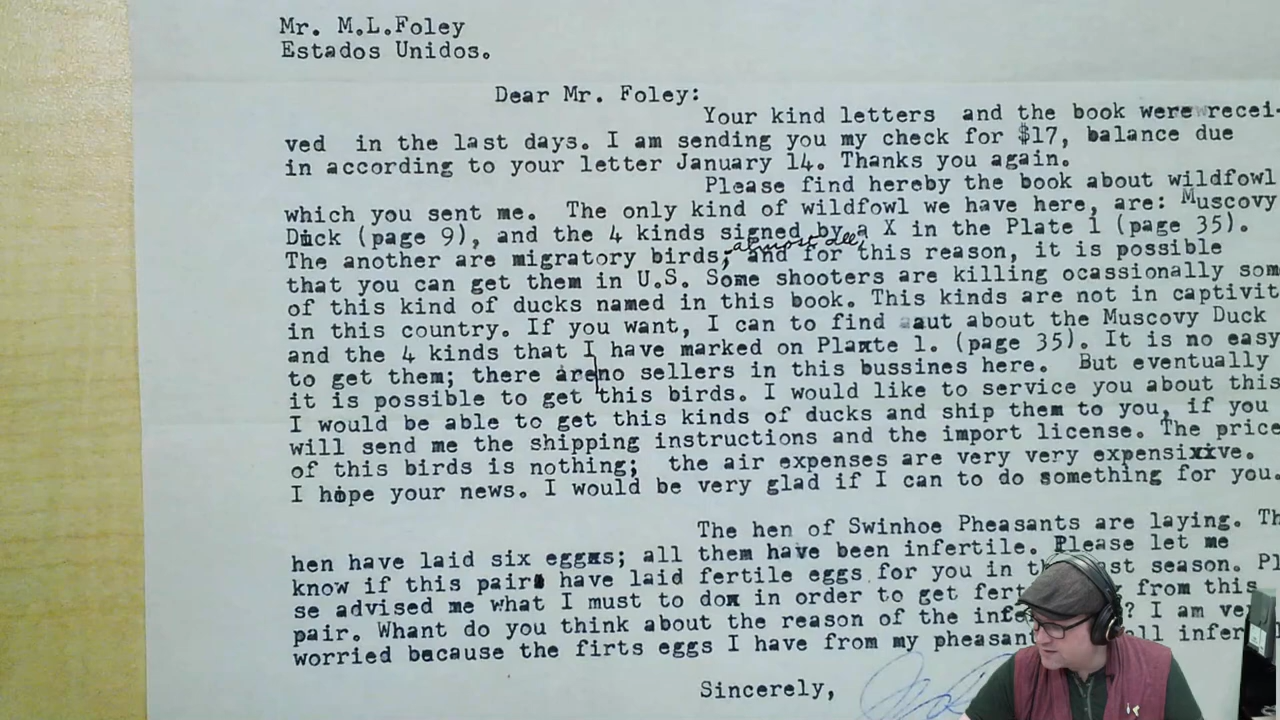 Mr. M.L.Foley
Estados Unidos.
Dear Mr. Foley:
Your kind letters and the book were recei-
ved in the last days. I am sending you my check for $17, balance due
in according to your letter January 14. Thanks you again.
Please find hereby the book about wildfowl
which you sent me. The only kind of wildfowl we have here, are: Muscovy
Duck (page 9), and the 4 kinds signed by a X in the Plate 1 (page 35).
almost all
The another are migratory birds; and for this reason, it is possible
that you can get them in U.S. Some shooters are killing ocassionally som
of this kind of ducks named in this book. This kinds are not in captivit
in this country. If you want, I can to find aut about the Muscovy Duck
and the 4 kinds that I have marked on Plaxte 1. (page 35). It is no easy
to get them; there are no sellers in this bussines here. But eventually
it is possible to get this birds. I would like to service you about this
I would be able to get this kinds of ducks and ship them to you, if you
will send me the shipping instructions and the import license. The price
of this birds is nothing; the air expenses are very very expensixxve.
I hope your news. I would be very glad if I can to do something for you.
The hen of Swinhoe Pheasants are laying. Th
hen have laid six eggxs; all them have been infertile. Please let me
know if this pair have laid fertile eggs for you in season. Pl
se advised me what I must to dox in order to get from this
pair. Whant do you think about the reason of the ? I am ve
worried because the firts eggs I have from my
Sincerely,